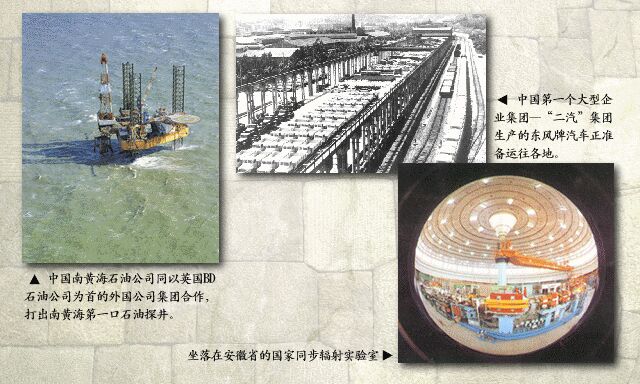 ◀ 中国第一个大型企
业集团—“二汽”集团
生产的东风牌汽车正准
备运往各地。
▲ 中国南黄海石油公司同以英国BD
石油公司为首的外国公司集团合作，
打出南黄海第一口石油探井。
坐落在安徽省的国家同步辐射实验室 ▶